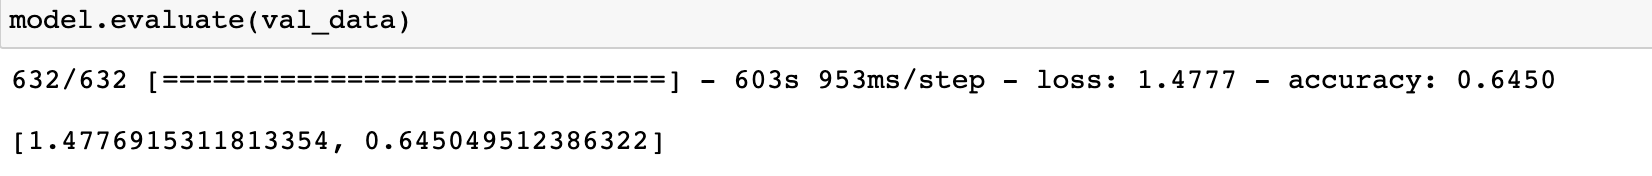 model.evaluate(val_data)
632/632 [==============================] - 603s 953ms/step - loss: 1.4777 - accuracy: 0.6450
[1.4776915311813354, 0.645049512386322]